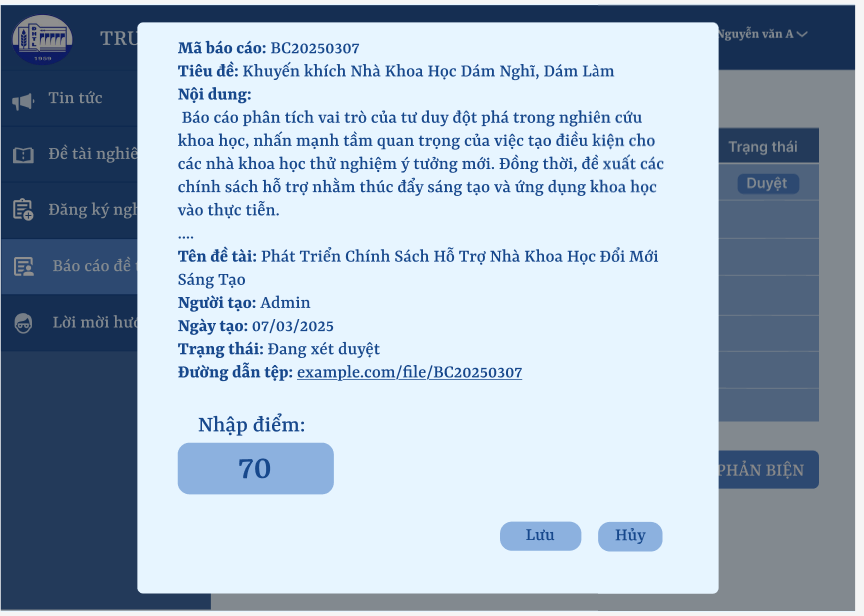 TRU
Nguyễn văn A
Tin tức
Đề tài nghiê
Đăng ký ngh
Báo cáo đề t
Lời mời hướ
Mã báo cáo: BC20250307
Tiêu đề: Khuyến khích Nhà Khoa Học Dám Nghĩ, Dám Làm
Nội dung:
Báo cáo phân tích vai trò của tư duy đột phá trong nghiên cứu
khoa học, nhấn mạnh tầm quan trọng của việc tạo điều kiện cho
các nhà khoa học thử nghiệm ý tưởng mới. Đồng thời, đề xuất các
chính sách hỗ trợ nhằm thúc đẩy sáng tạo và ứng dụng khoa học
vào thực tiễn.
....
Tên đề tài: Phát Triển Chính Sách Hỗ Trợ Nhà Khoa Học Đổi Mới
Sáng Tạo
Người tạo: Admin
Ngày tạo: 07/03/2025
Trạng thái: Đang xét duyệt
Đường dẫn tệp: example.com/file/BC20250307
Nhập điểm:
70
Lưu
Hủy
Trạng thái
Duyệt
PHẢN BIỆN
1959